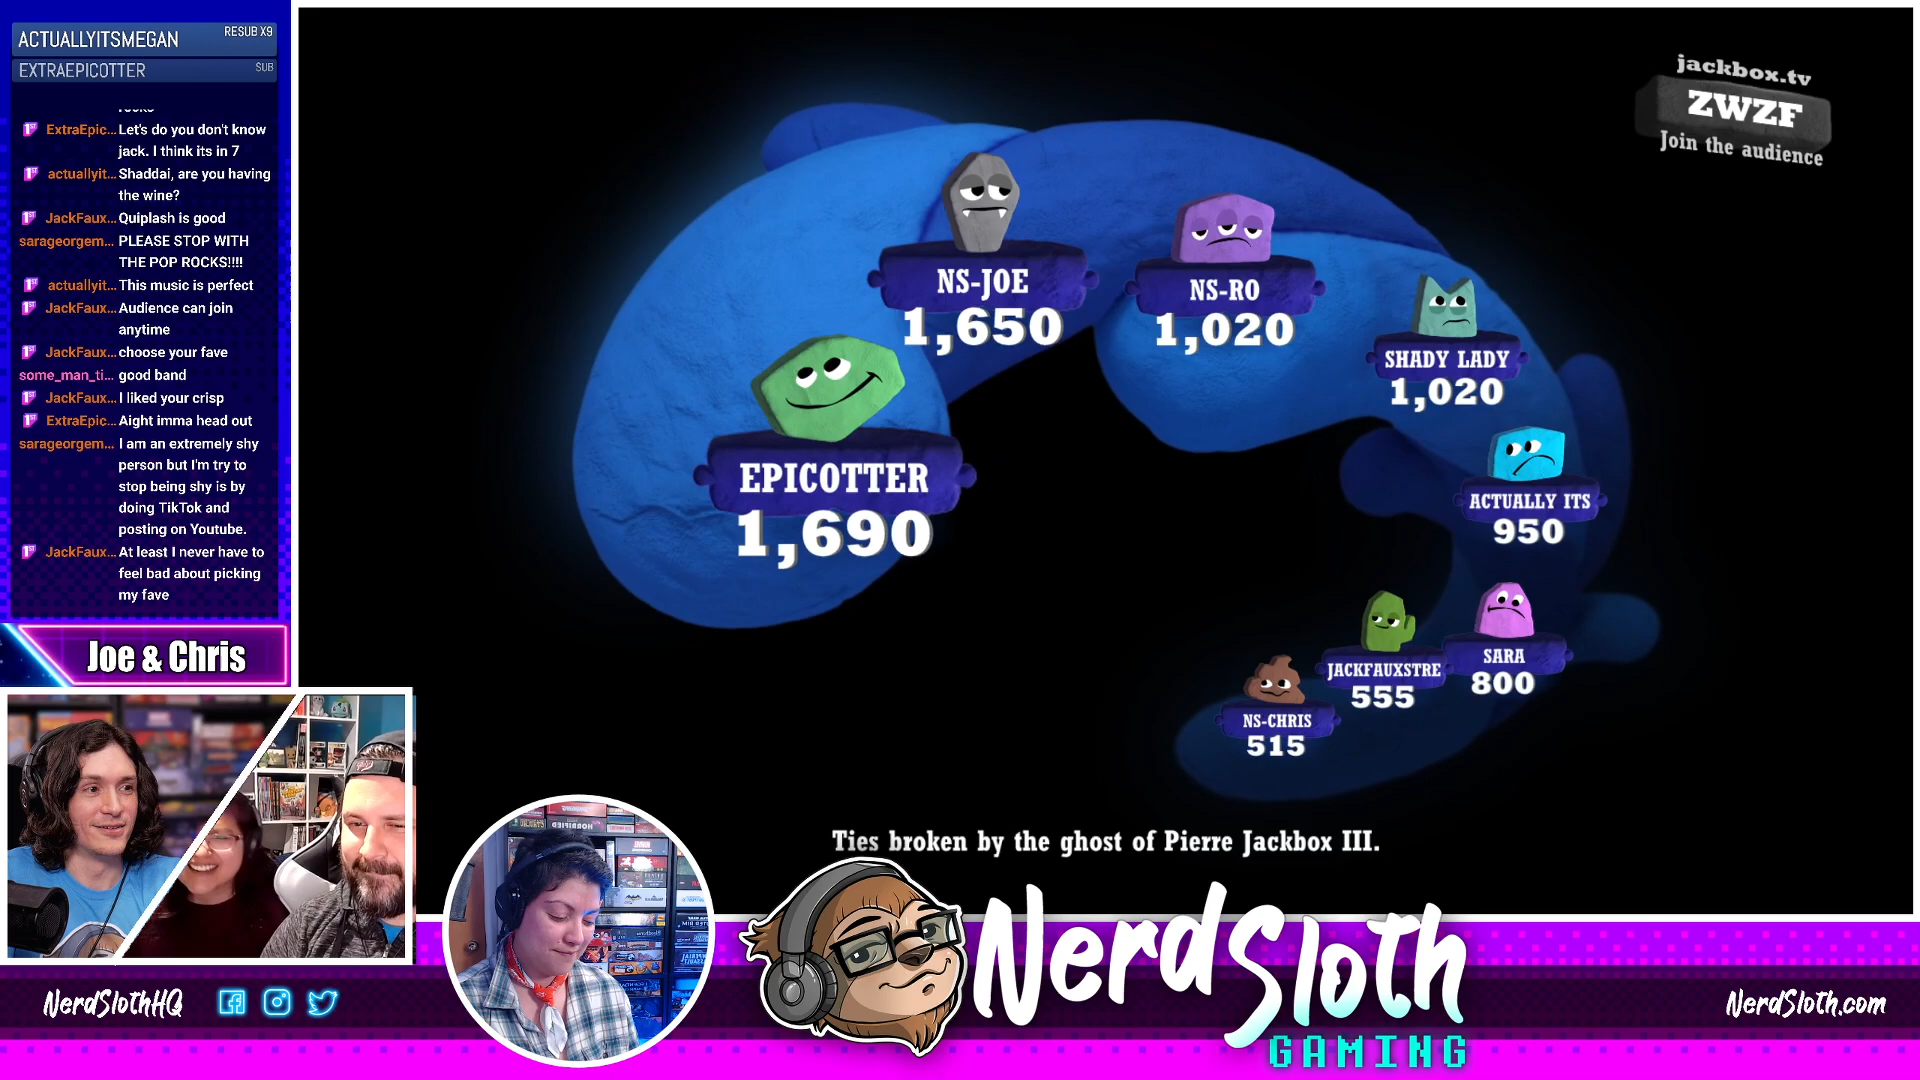 ACTUALLYITSMEGAN RESUB X9
EXTRAEPICOTTER SUB
ExtraEpic... Let's do you don't know
jack. I think its in 7
actuallyit... Shaddai, are you having
the wine?
JackFaux... Quiplash is good
sarageorgem... PLEASE STOP WITH
THE POP ROCKS!!!!
actuallyit... This music is perfect
JackFaux... Audience can join
anytime
JackFaux... choose your fave
some_man_ti... good band
JackFaux... I liked your crisp
ExtraEpic... Aight imma head out
sarageorgem... I am an extremely shy
person but I'm try to
stop being shy is by
doing TikTok and
posting on Youtube.
JackFaux... At least I never have to
feel bad about picking
my fave
Joe & Chris
jackbox.tv
ZWZF
Join the audience
NS-JOE
1,650
NS-RO
1,020
SHADY LADY
1,020
EPICOTTER
1,690
ACTUALLY ITS
950
SARA
800
JACKFAUXSTRE
555
NS-CHRIS
515
Ties broken by the ghost of Pierre Jackbox III.
NerdSlothHQ
NerdSloth
GAMING
NerdSloth.com